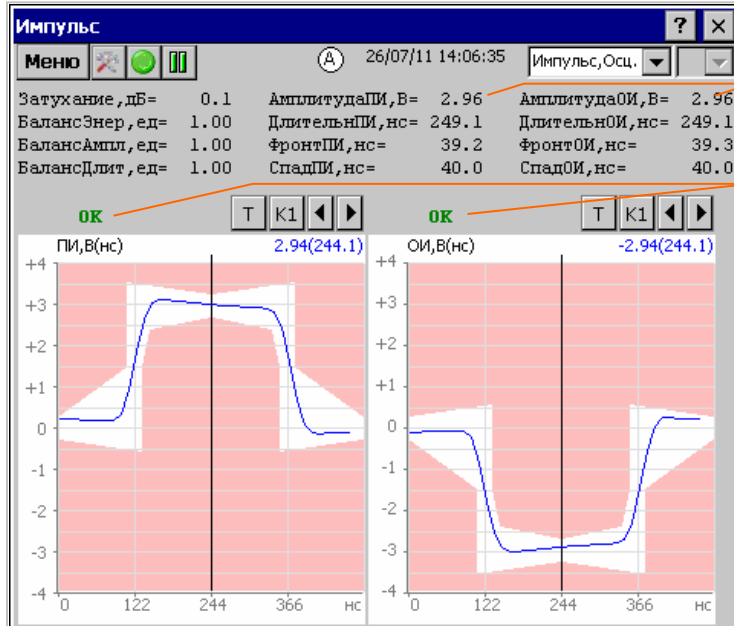 Импульс ? ×
Меню A 26/07/11 14:06:35 Импульс,Осц.
Затухание,дБ= 0.1 АмплитудаПИ,В= 2.96 АмплитудаОИ,В= 2.96
БалансЭнер,ед= 1.00 ДлительнПИ,нс= 249.1 ДлительнОИ,нс= 249.1
БалансАмпл,ед= 1.00 ФронтПИ,нс= 39.2 ФронтОИ,нс= 39.3
БалансДлит,ед= 1.00 СпадПИ,нс= 40.0 СпадОИ,нс= 40.0
OK T K1 OK T K1
ПИ,В(нс) 2.94(244.1) ОИ,В(нс) -2.94(244.1)
+4 +4
+3 +3
+2 +2
+1 +1
0 0
-1 -1
-2 -2
-3 -3
-4 -4
0 122 244 366 нс 0 122 244 366 нс